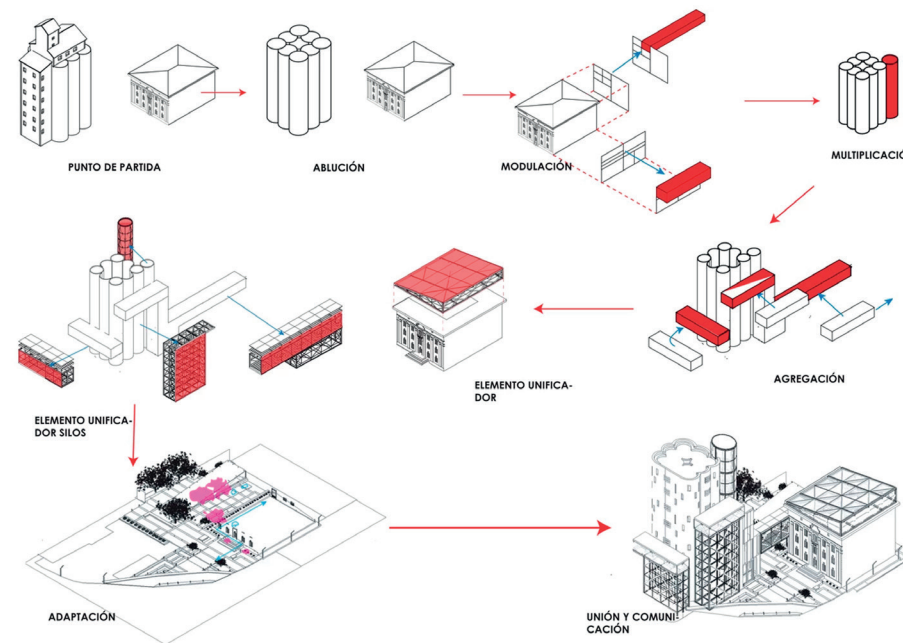 PUNTO DE PARTIDA
ABLUCIÓN
MODULACIÓN
MULTIPLICACIÓ
AGREGACIÓN
ELEMENTO UNIFICA-
DOR
ELEMENTO UNIFICA-
DOR SILOS
ADAPTACIÓN
UNIÓN Y COMUNI-
CACIÓN